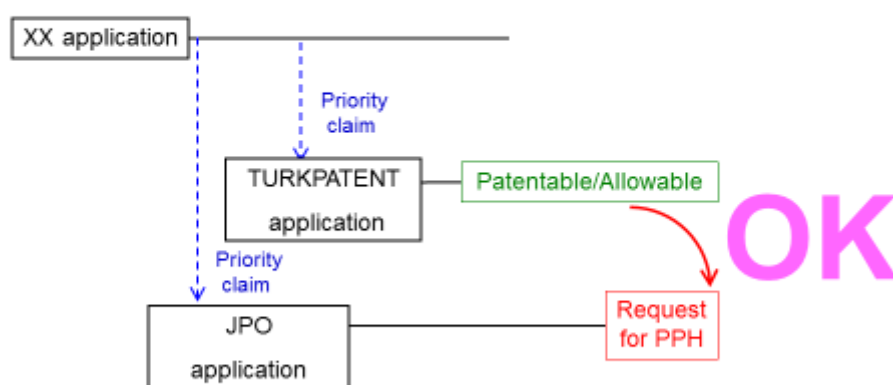 XX application
Priority
claim
TURKPATENT
application
Patentable/Allowable
OK
Priority
claim
JPO
application
Request
for PPH